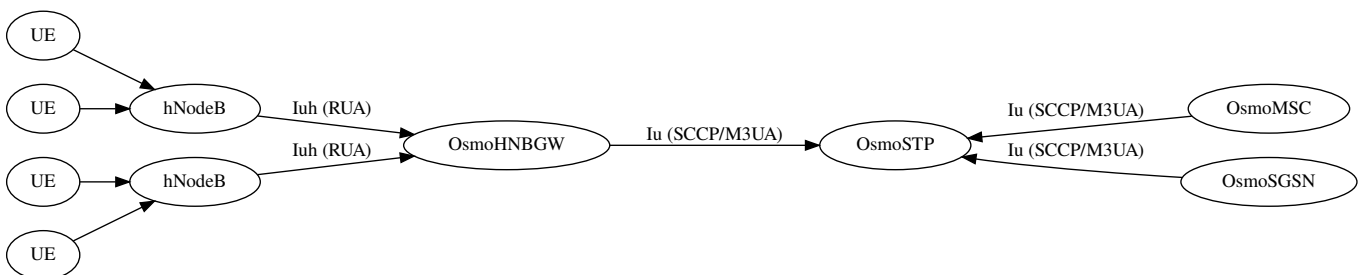 UE
UE
UE
UE
hNodeB
hNodeB
Iuh (RUA)
Iuh (RUA)
OsmoHNBGW
Iu (SCCP/M3UA)
OsmoSTP
Iu (SCCP/M3UA)
Iu (SCCP/M3UA)
OsmoMSC
OsmoSGSN